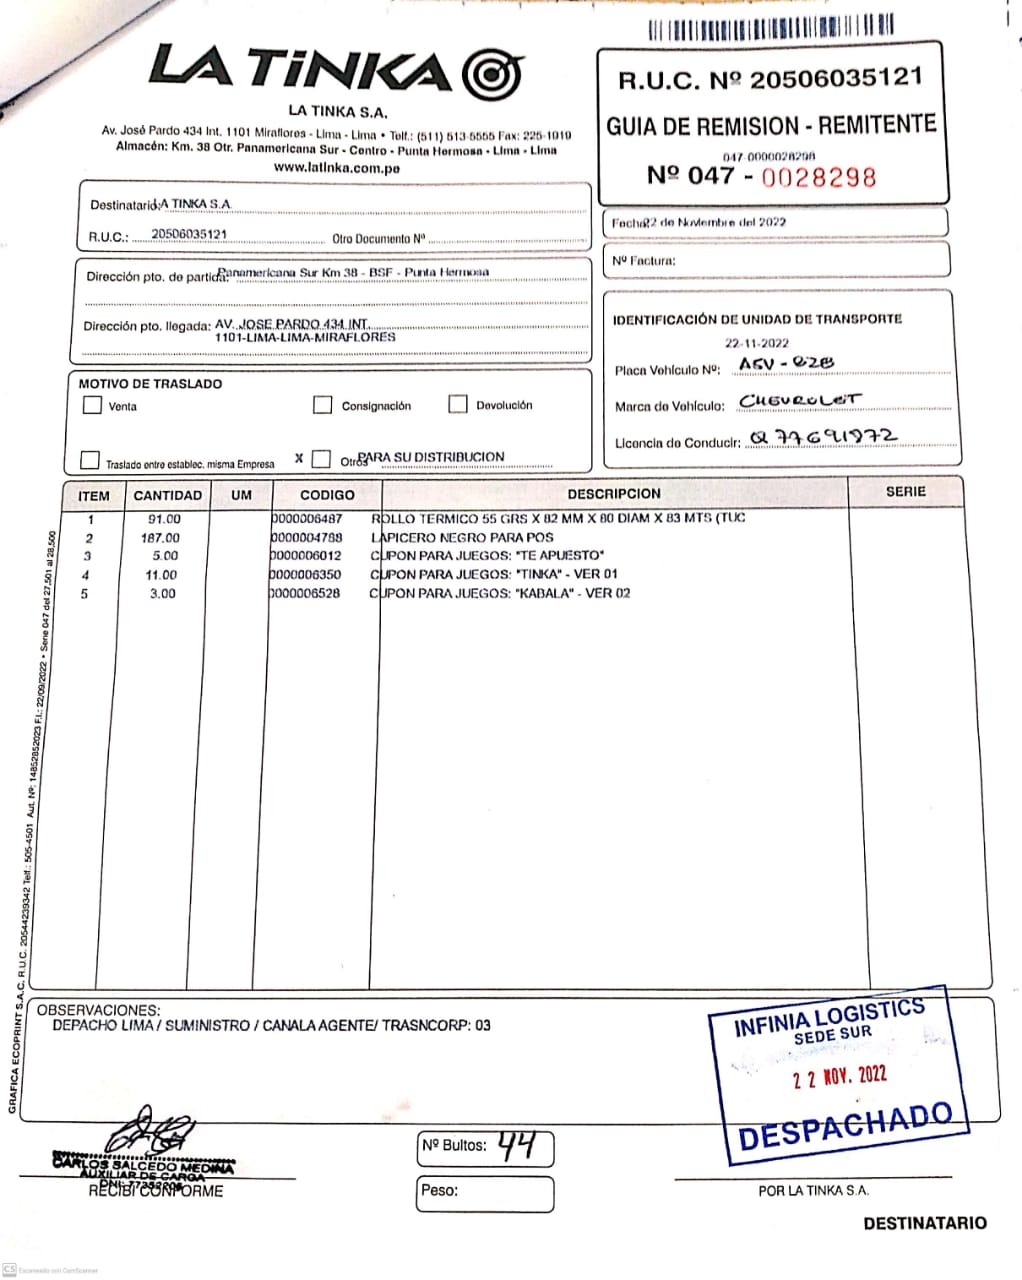 LA TiNKA
LA TINKA S.A.
Av. José Pardo 434 Int. 1101 Miraflores - Lima - Lima • Telf.: (511) 513-5555 Fax: 225-1019
Almacén: Km. 38 Otr. Panamericana Sur - Centro - Punta Hermosa - Lima - Lima
www.latinka.com.pe
R.U.C. Nº 20506035121
GUIA DE REMISION - REMITENTE
047-0000028298
Nº 047 - 0028298
Destinatario: LA TINKA S.A.
R.U.C.: 20506035121 Otro Documento Nº
Fecha: 22 de Noviembre del 2022
Nº Factura:
Dirección pto. de partida: Panamericana Sur Km 38 - BSF - Punta Hermosa
Dirección pto. llegada: AV. JOSE PARDO 434 INT.
1101-LIMA-LIMA-MIRAFLORES
IDENTIFICACIÓN DE UNIDAD DE TRANSPORTE
22-11-2022
Placa Vehículo Nº: A5V-828
Marca de Vehículo: CHEVROLET
Licencia de Conducir: Q77691972
MOTIVO DE TRASLADO
Venta Consignación Devolución
Traslado entre establec. misma Empresa X Otros PARA SU DISTRIBUCION
ITEM CANTIDAD UM CODIGO DESCRIPCION SERIE
1 91.00 0000006487 ROLLO TERMICO 55 GRS X 82 MM X 80 DIAM X 83 MTS (TUC
2 187.00 0000004788 LAPICERO NEGRO PARA POS
3 5.00 0000006012 CUPON PARA JUEGOS: "TE APUESTO"
4 11.00 0000006350 CUPON PARA JUEGOS: "TINKA" - VER 01
5 3.00 0000006528 CUPON PARA JUEGOS: "KABALA" - VER 02
GRAFICA ECOPRINT S.A.C. R.U.C. 20544239342 Telf.: 505-4501 Aut. Nº: 14852852023 F.I.: 22/09/2022 • Serie 047 del 27,501 al 28,500
OBSERVACIONES:
DEPACHO LIMA / SUMINISTRO / CANALA AGENTE/ TRASNCORP: 03
INFINIA LOGISTICS
SEDE SUR
22 NOV. 2022
DESPACHADO
CARLOS SALCEDO MEDINA
AUXILIAR DE CARGA
RECIBI CONFORME
Nº Bultos: 44
Peso:
POR LA TINKA S.A.
DESTINATARIO
CS Escaneado con CamScanner